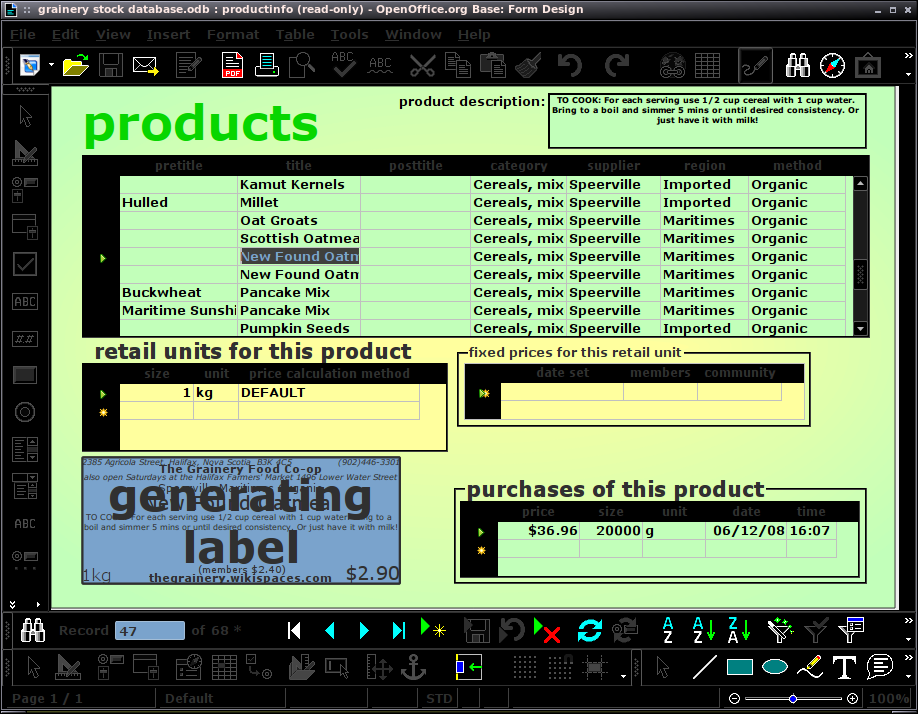 grainery stock database.odb : productinfo (read-only) - OpenOffice.org Base: Form Design
File Edit View Insert Format Table Tools Window Help
PDF
ABC ABC
products
product description:
TO COOK: For each serving use 1/2 cup cereal with 1 cup water.
Bring to a boil and simmer 5 mins or until desired consistency. Or
just have it with milk!
pretitle title posttitle category supplier region method
Kamut Kernels Cereals, mix Speerville Imported Organic
Hulled Millet Cereals, mix Speerville Imported Organic
Oat Groats Cereals, mix Speerville Maritimes Organic
Scottish Oatmea Cereals, mix Speerville Maritimes Organic
New Found Oatm Cereals, mix Speerville Maritimes Organic
New Found Oatm Cereals, mix Speerville Maritimes Organic
Buckwheat Pancake Mix Cereals, mix Speerville Maritimes Organic
Maritime Sunshi Pancake Mix Cereals, mix Speerville Maritimes Organic
Pumpkin Seeds Cereals, mix Speerville Imported Organic
retail units for this product
size unit price calculation method
1 kg DEFAULT
fixed prices for this retail unit
date set members community
2385 Agricola Street, Halifax, Nova Scotia B3K 4C5 (902)446-3301
The Grainery Food Co-op
also open Saturdays at the Halifax Farmers' Market 1496 Lower Water Street
Speerville Maritimes Organic
generating
New Found Oatmeal
TO COOK: For each serving use 1/2 cup cereal with 1 cup water. Bring to a
boil and simmer 5 mins or until desired consistency. Or just have it with milk!
label
(members $2.40)
1kg thegrainery.wikispaces.com $2.90
purchases of this product
price size unit date time
$36.96 20000 g 06/12/08 16:07
ABC
##
ABC
Record 47 of 68 *
A Z A Z Z A
T
Page 1 / 1 Default STD 100%